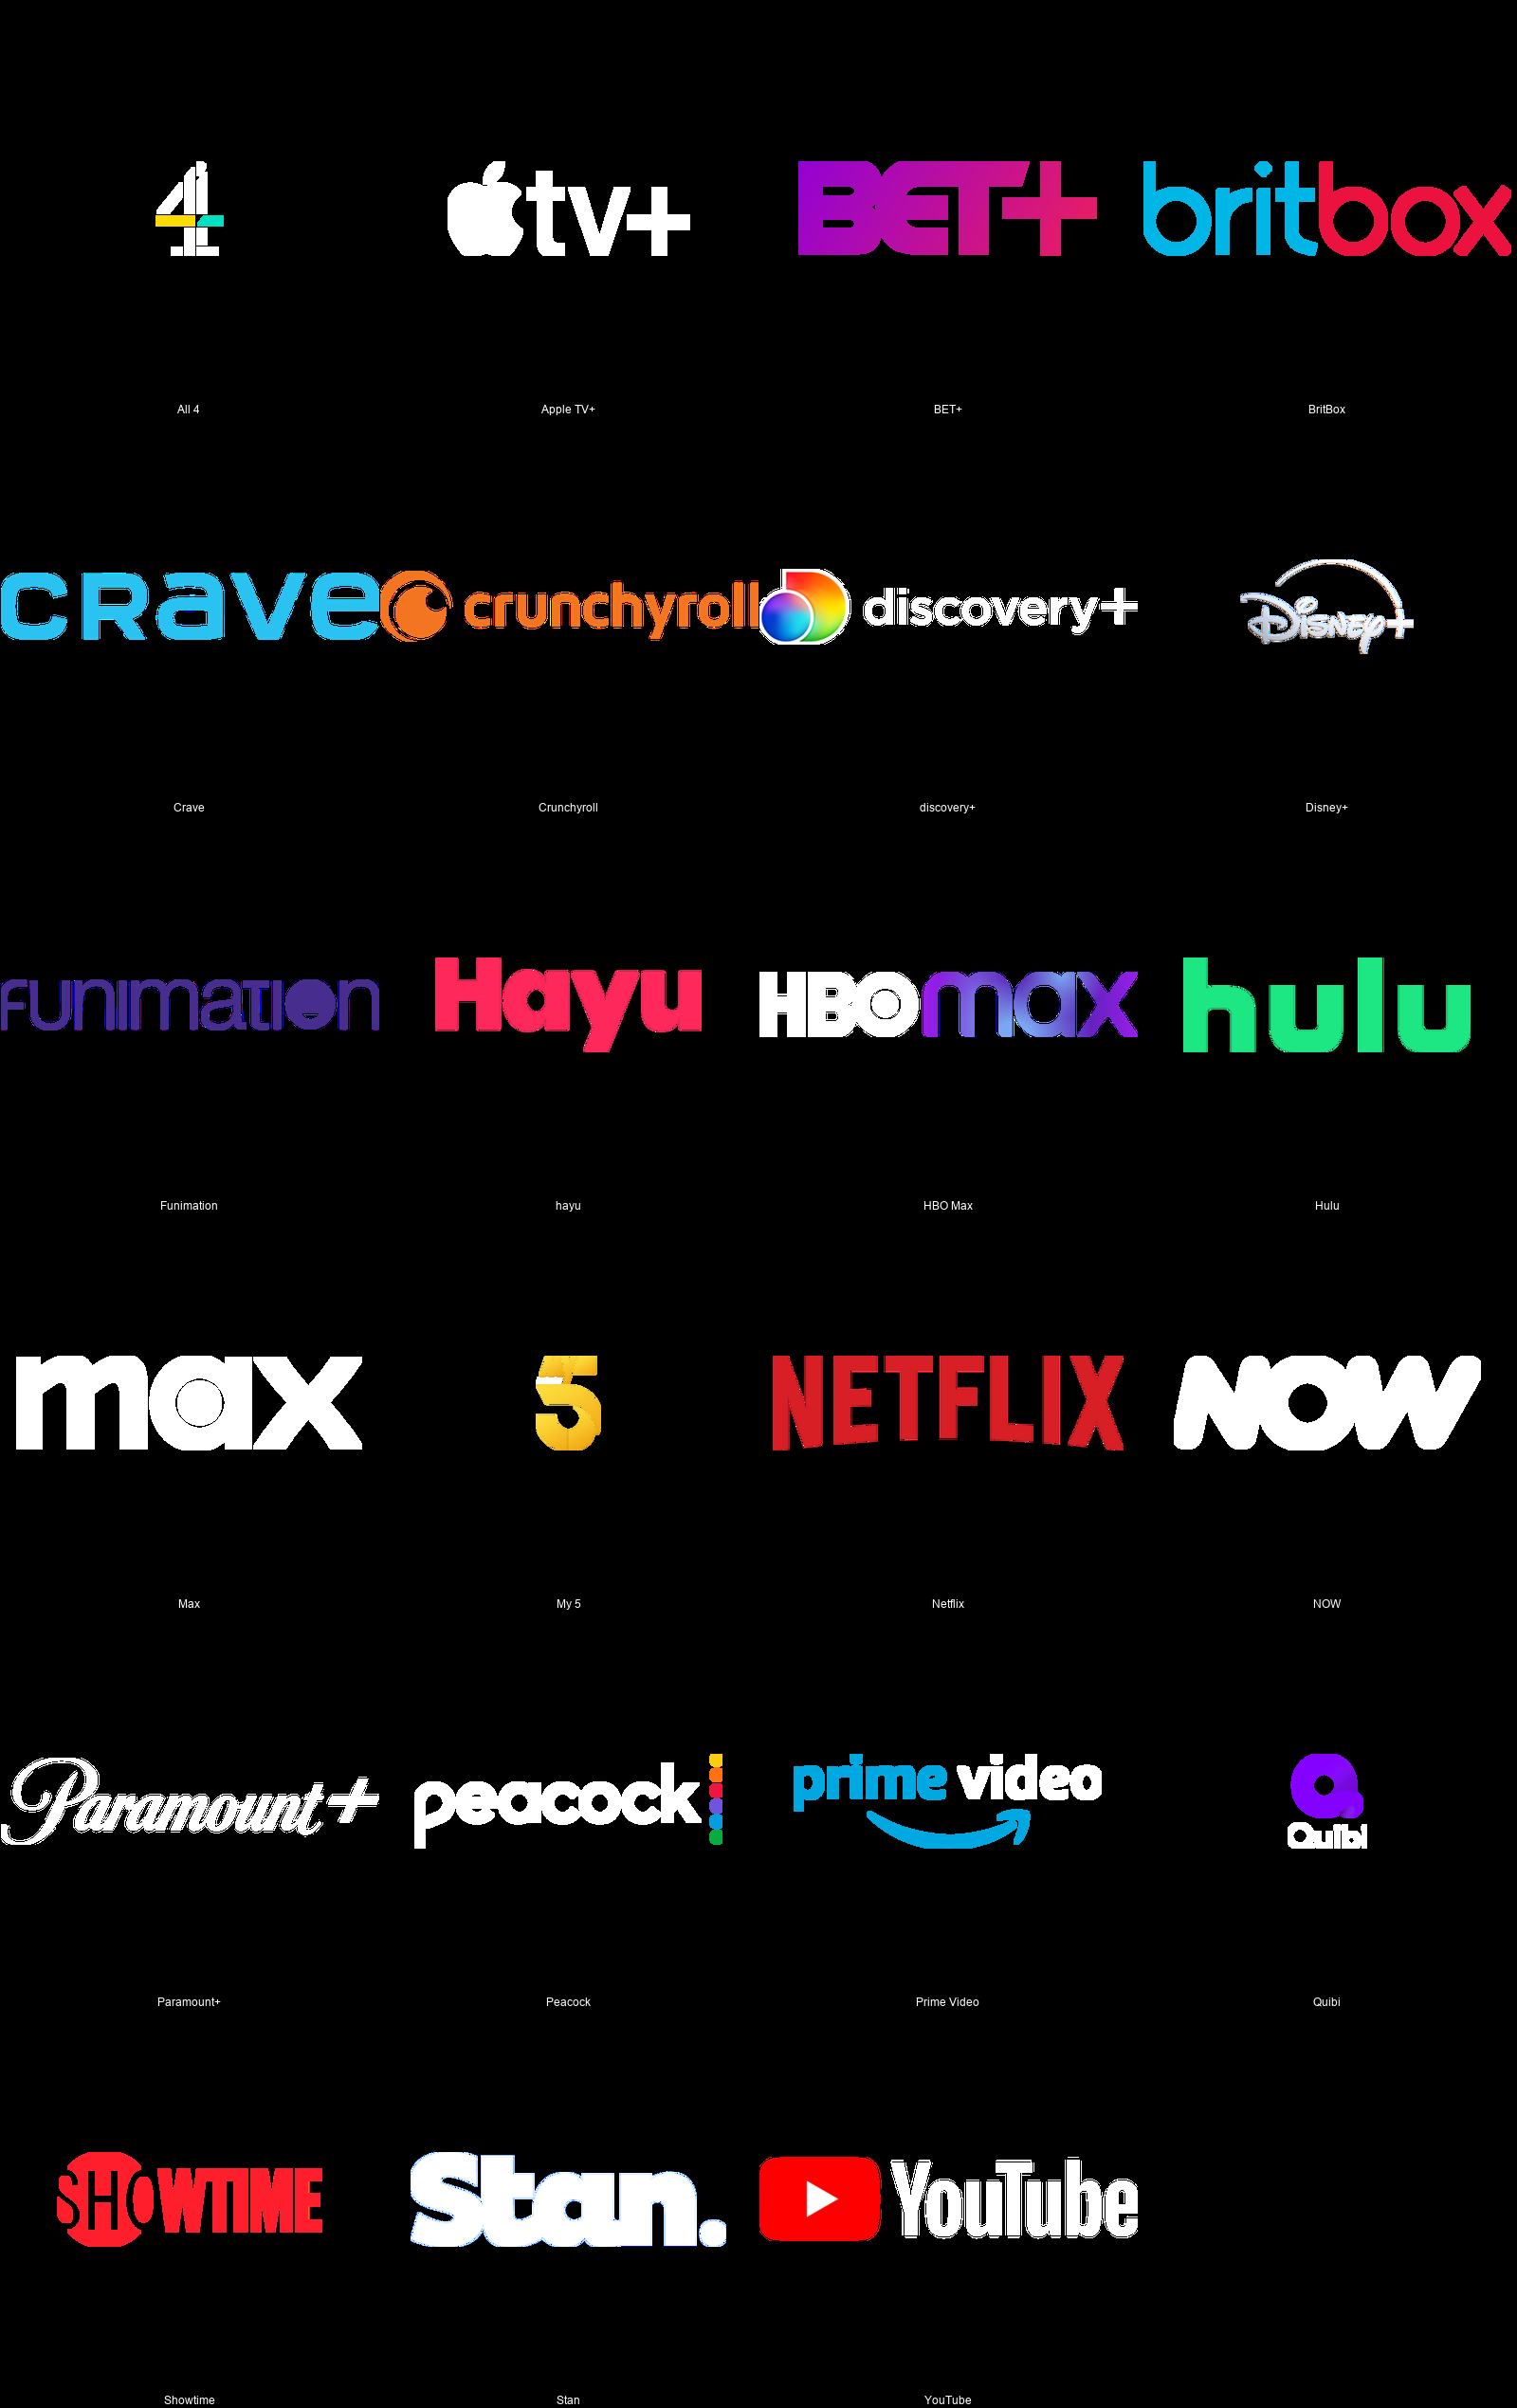 4 tv+ BET+ britbox
All 4 Apple TV+ BET+ BritBox
CRAVE crunchyroll discovery+ Disney+
Crave Crunchyroll discovery+ Disney+
Funimation Hayu HBOmax hulu
Funimation hayu HBO Max Hulu
max 5 NETFLIX NOW
Max My 5 Netflix NOW
Paramount+ peacock prime video Quibi
Paramount+ Peacock Prime Video Quibi
SHOWTIME Stan. YouTube
Showtime Stan YouTube